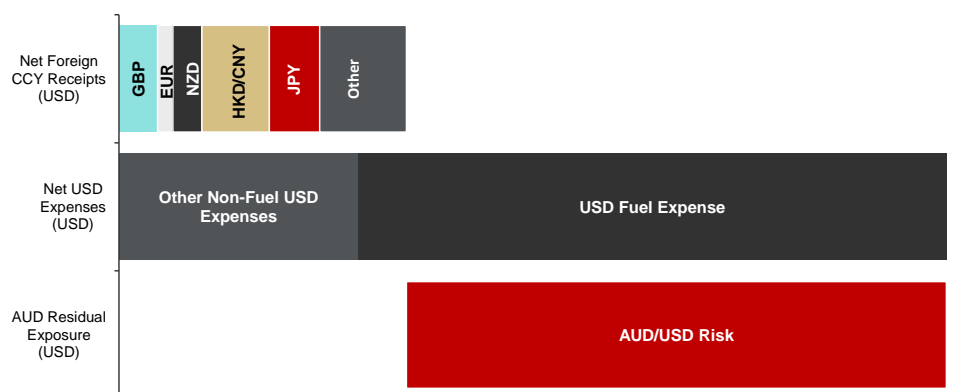 Net Foreign
CCY Receipts
(USD)
GBP
EUR
NZD
HKD/CNY
JPY
Other
Net USD
Expenses
(USD)
Other Non-Fuel USD
Expenses
USD Fuel Expense
AUD Residual
Exposure
(USD)
AUD/USD Risk